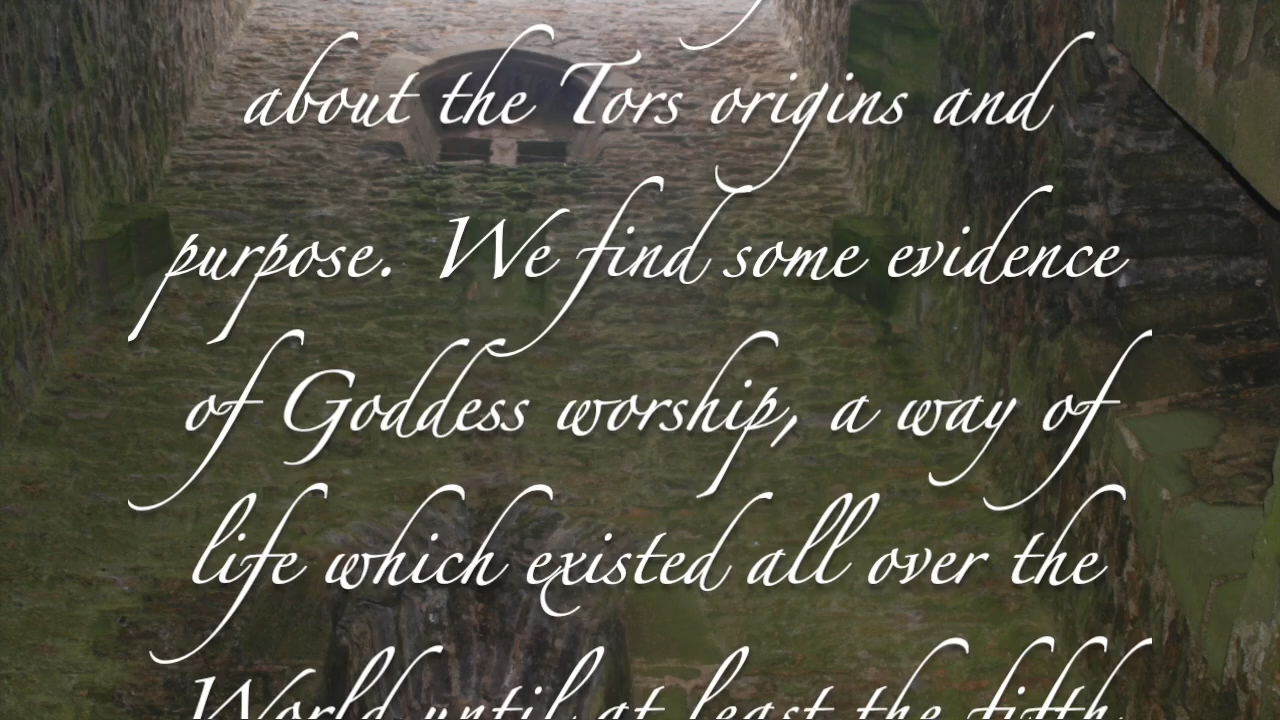 about the Tors origins and
purpose. We find some evidence
of Goddess worship, a way of
life which existed all over the
World until at least the fifth